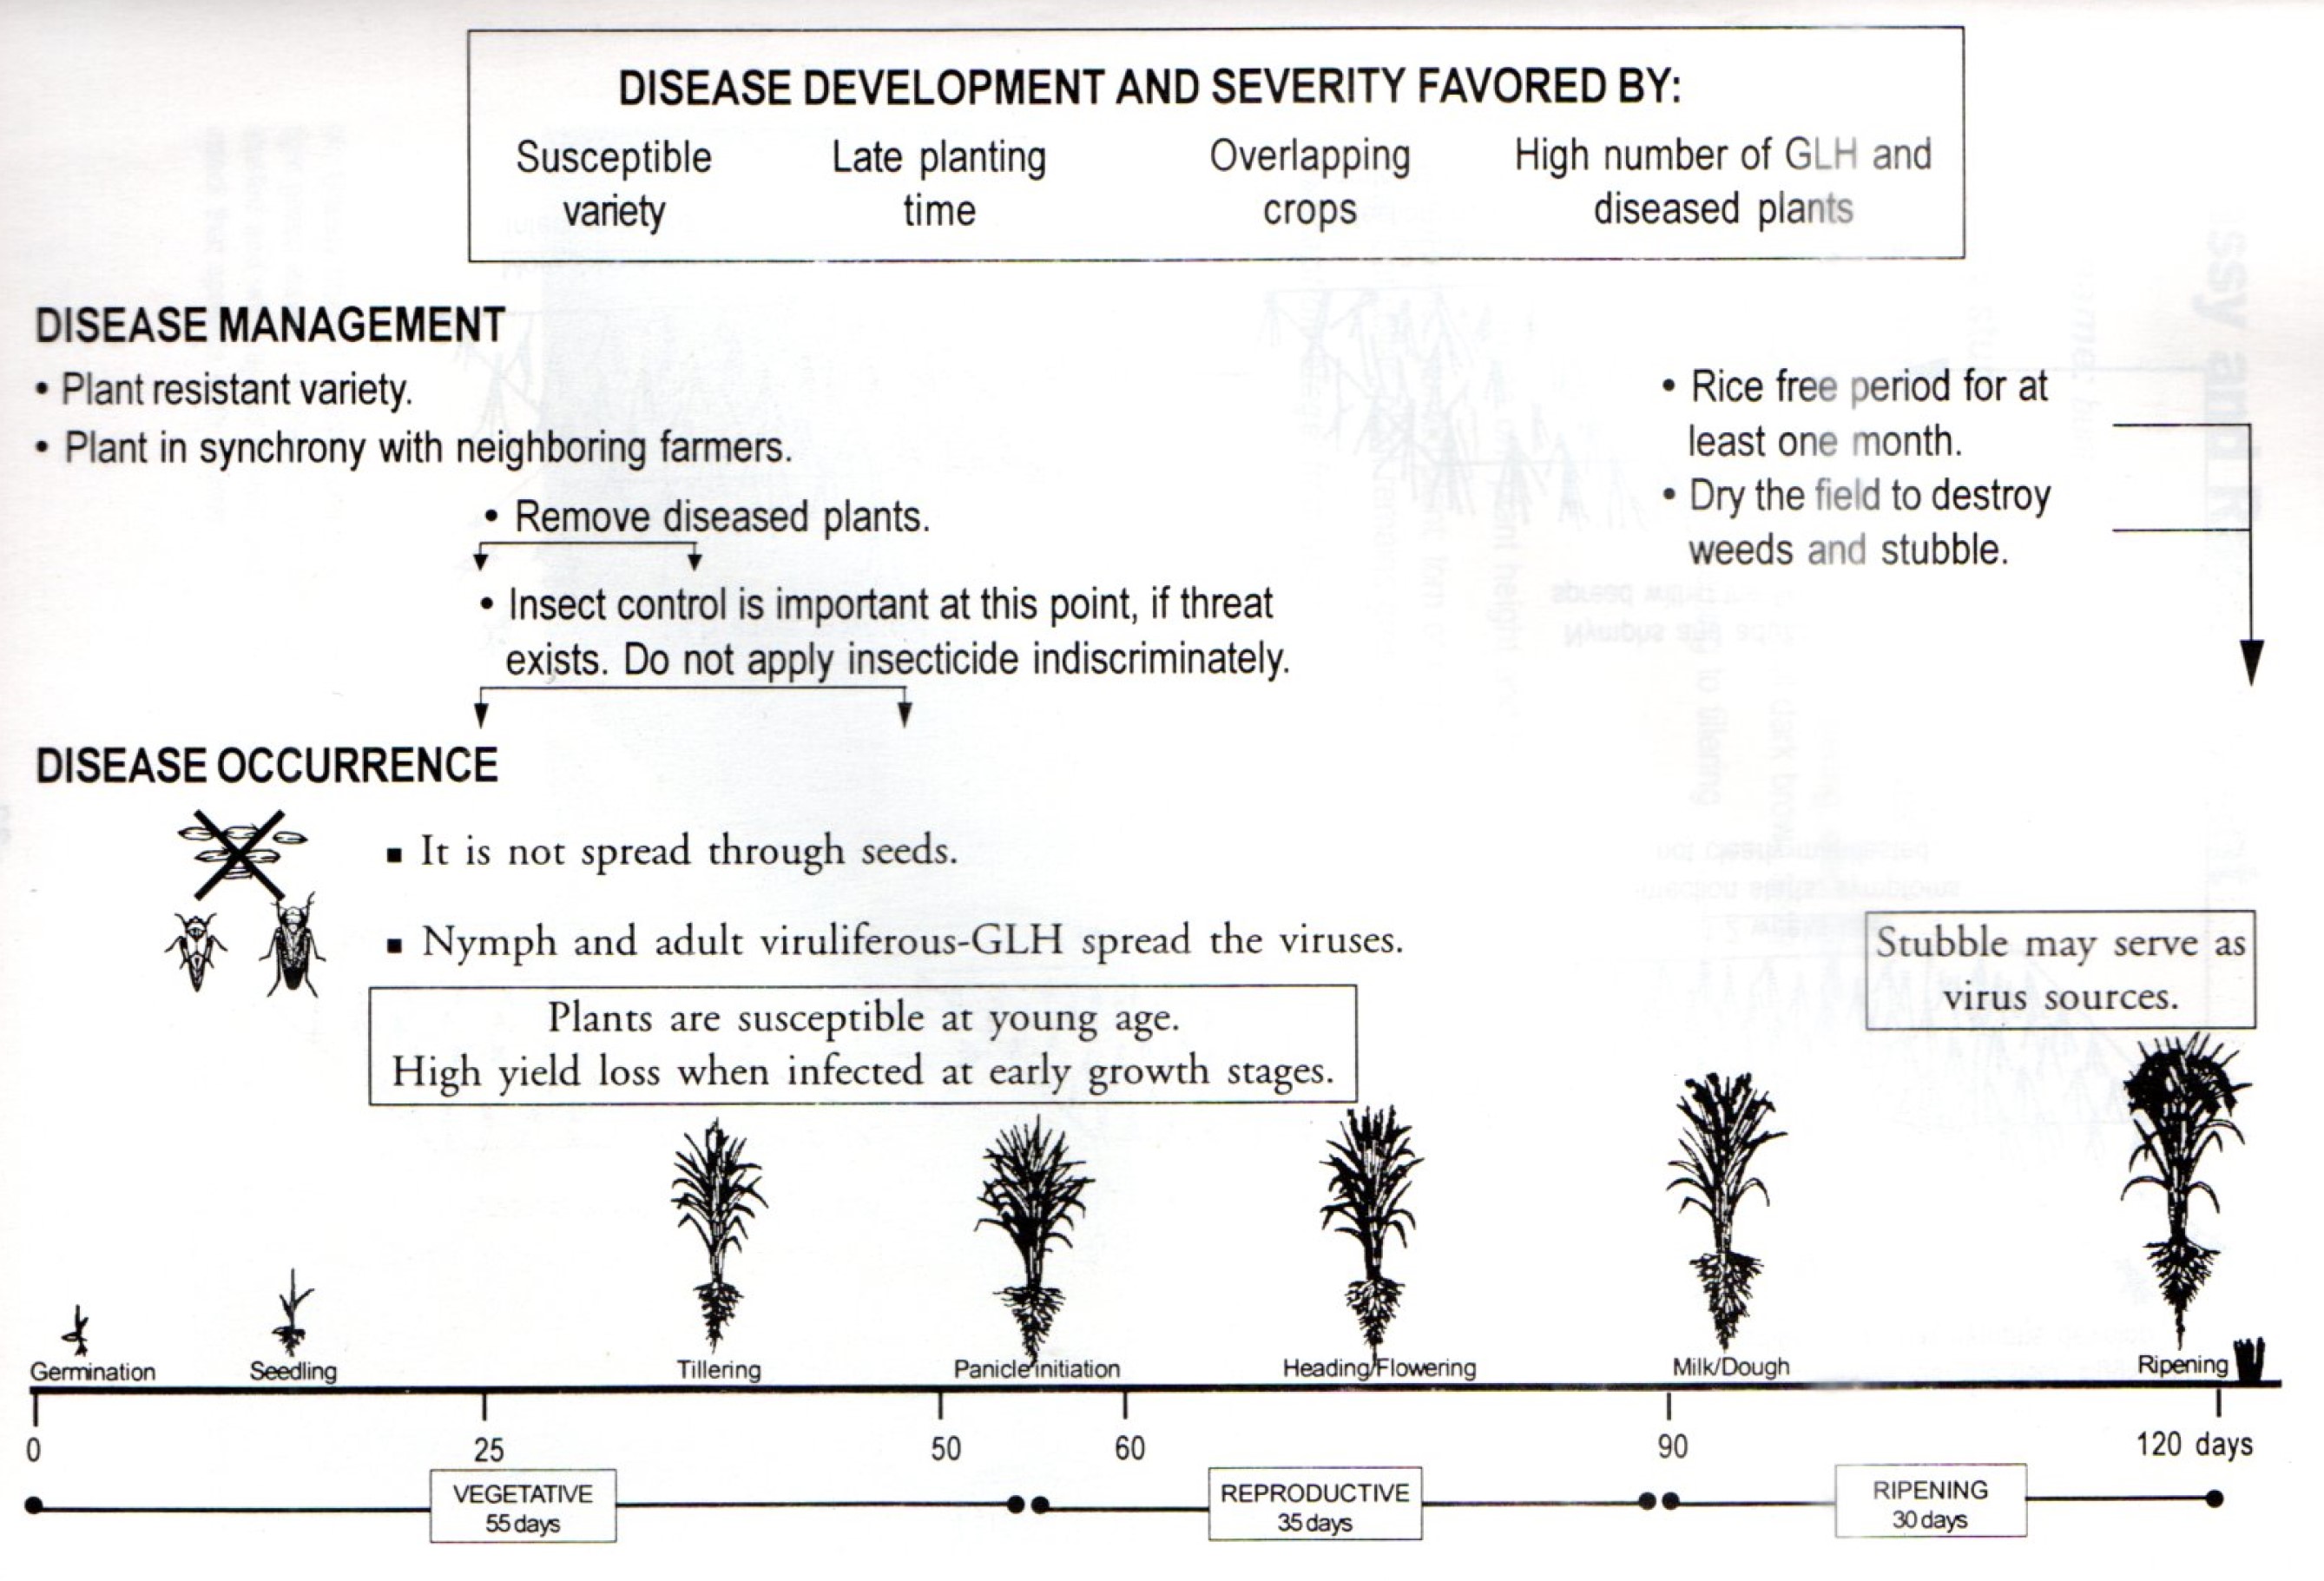 DISEASE DEVELOPMENT AND SEVERITY FAVORED BY:
Susceptible variety
Late planting time
Overlapping crops
High number of GLH and diseased plants
DISEASE MANAGEMENT
• Plant resistant variety.
• Plant in synchrony with neighboring farmers.
• Remove diseased plants.
• Insect control is important at this point, if threat
exists. Do not apply insecticide indiscriminately.
• Rice free period for at
least one month.
• Dry the field to destroy
weeds and stubble.
DISEASE OCCURRENCE
▪ It is not spread through seeds.
▪ Nymph and adult viruliferous-GLH spread the viruses.
Plants are susceptible at young age.
High yield loss when infected at early growth stages.
Stubble may serve as
virus sources.
Germination Seedling Tillering Panicle initiation Heading/Flowering Milk/Dough Ripening
0 25 50 60 90 120 days
VEGETATIVE
55 days
REPRODUCTIVE
35 days
RIPENING
30 days